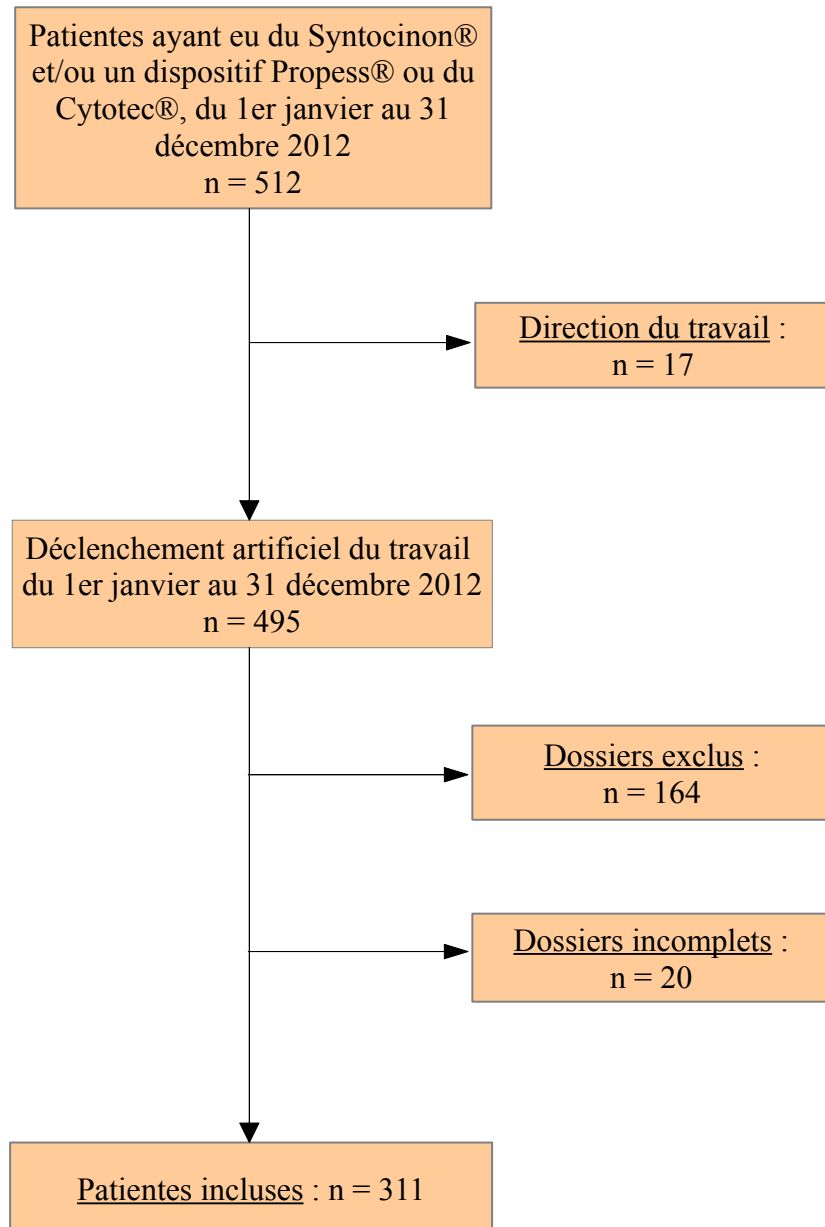 Patientes ayant eu du Syntocinon®
et/ou un dispositif Propess® ou du
Cytotec®, du 1er janvier au 31
décembre 2012
n = 512
Direction du travail :
n = 17
Déclenchement artificiel du travail
du 1er janvier au 31 décembre 2012
n = 495
Dossiers exclus :
n = 164
Dossiers incomplets :
n = 20
Patientes incluses : n = 311